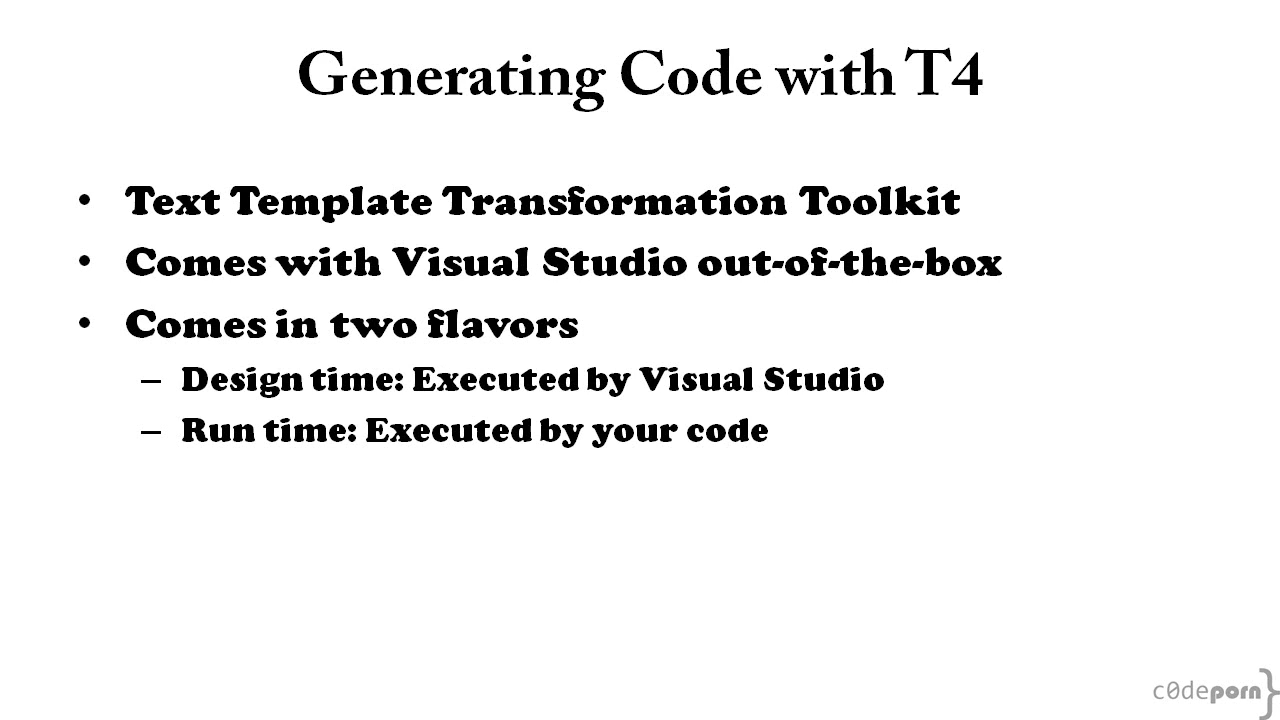 Generating Code with T4
• Text Template Transformation Toolkit
• Comes with Visual Studio out-of-the-box
• Comes in two flavors
– Design time: Executed by Visual Studio
– Run time: Executed by your code
c0deporn}